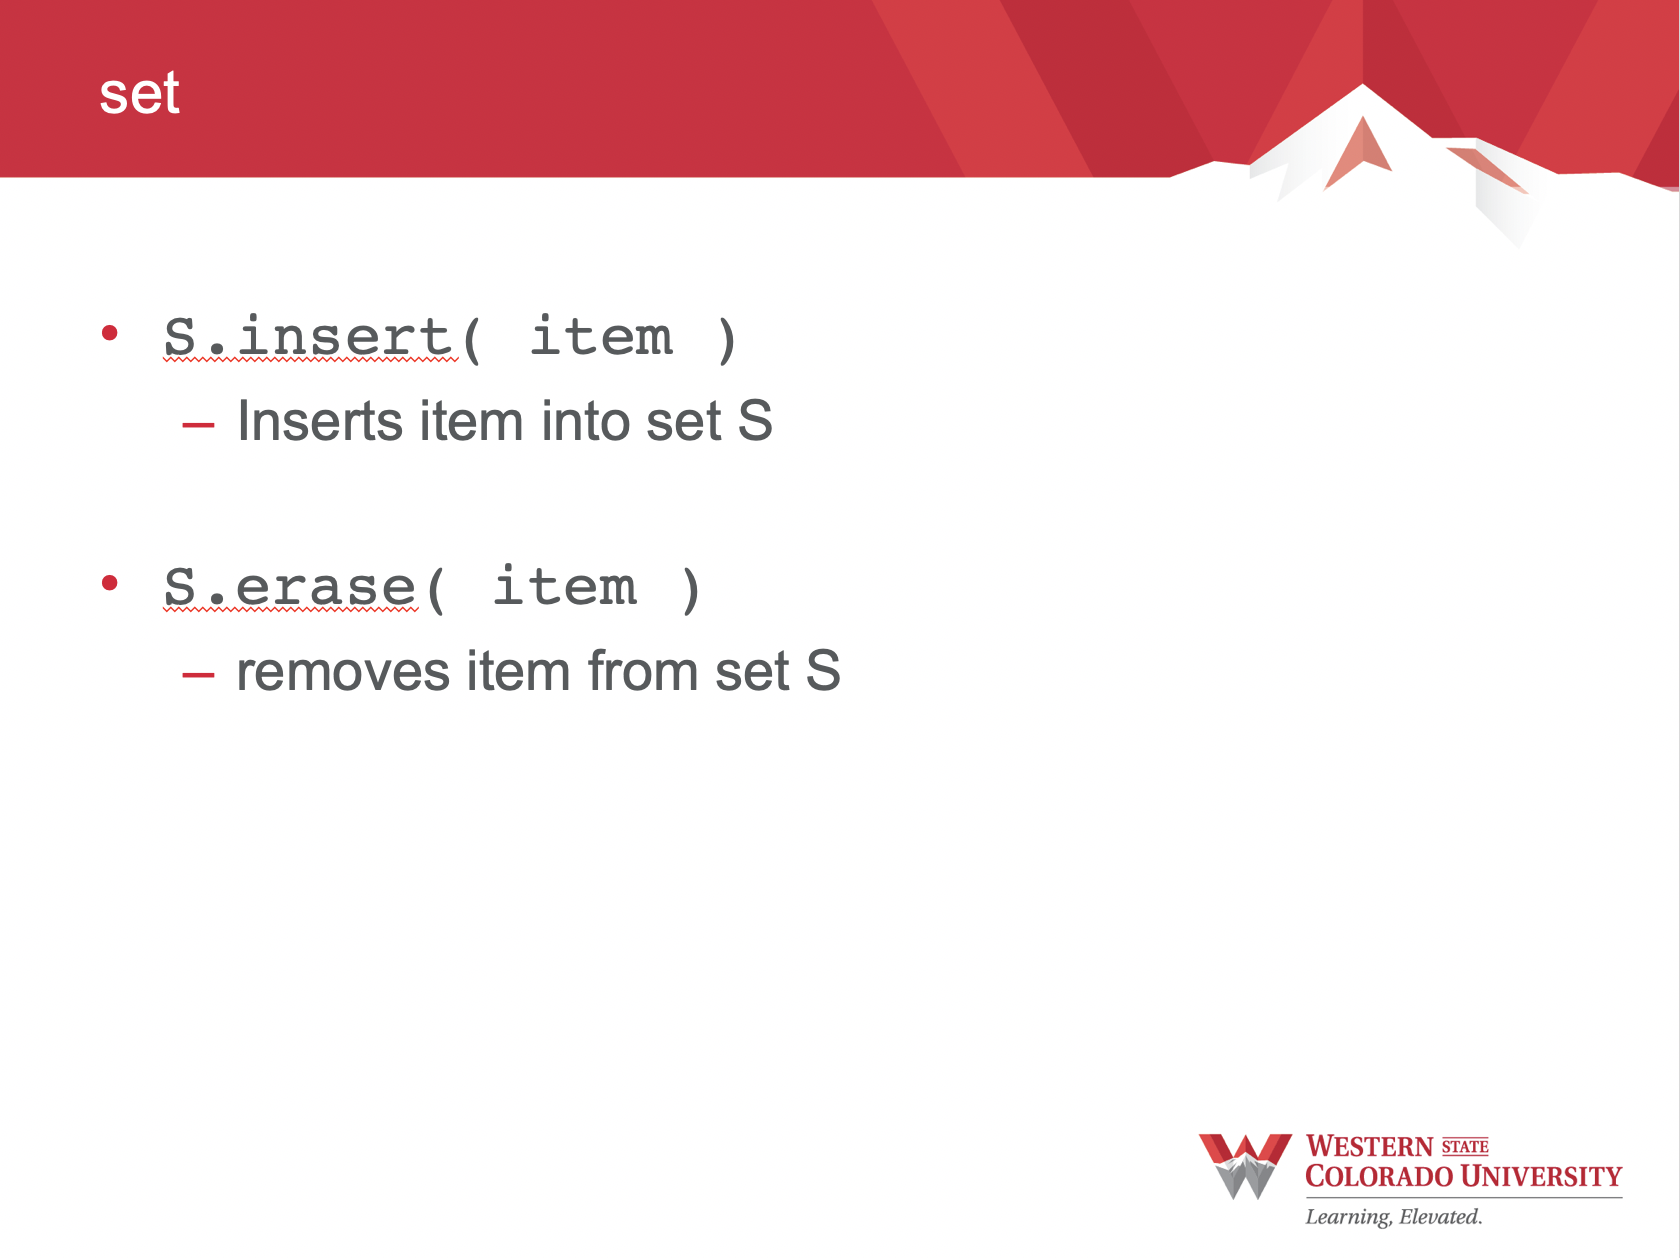 set
• S.insert( item )
– Inserts item into set S
• S.erase( item )
– removes item from set S
WESTERN STATE
COLORADO UNIVERSITY
Learning, Elevated.